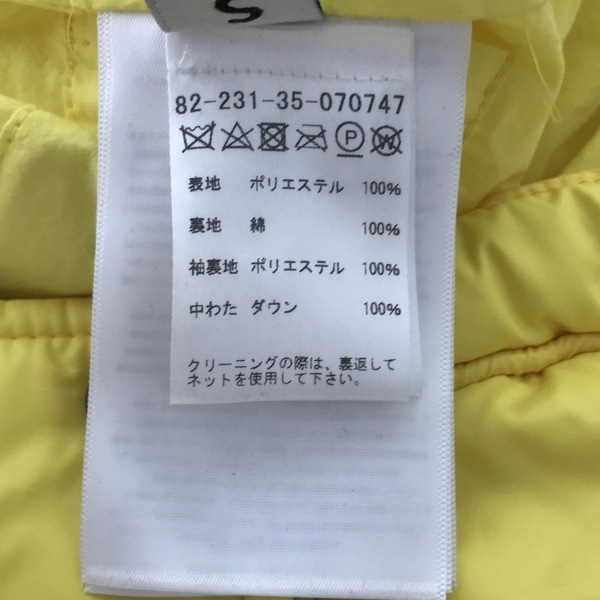 S
82-231-35-070747
P W
表地 ポリエステル 100%
裏地 綿 100%
袖裏地 ポリエステル 100%
中わた ダウン 100%
クリーニングの際は、裏返して
ネットを使用して下さい。